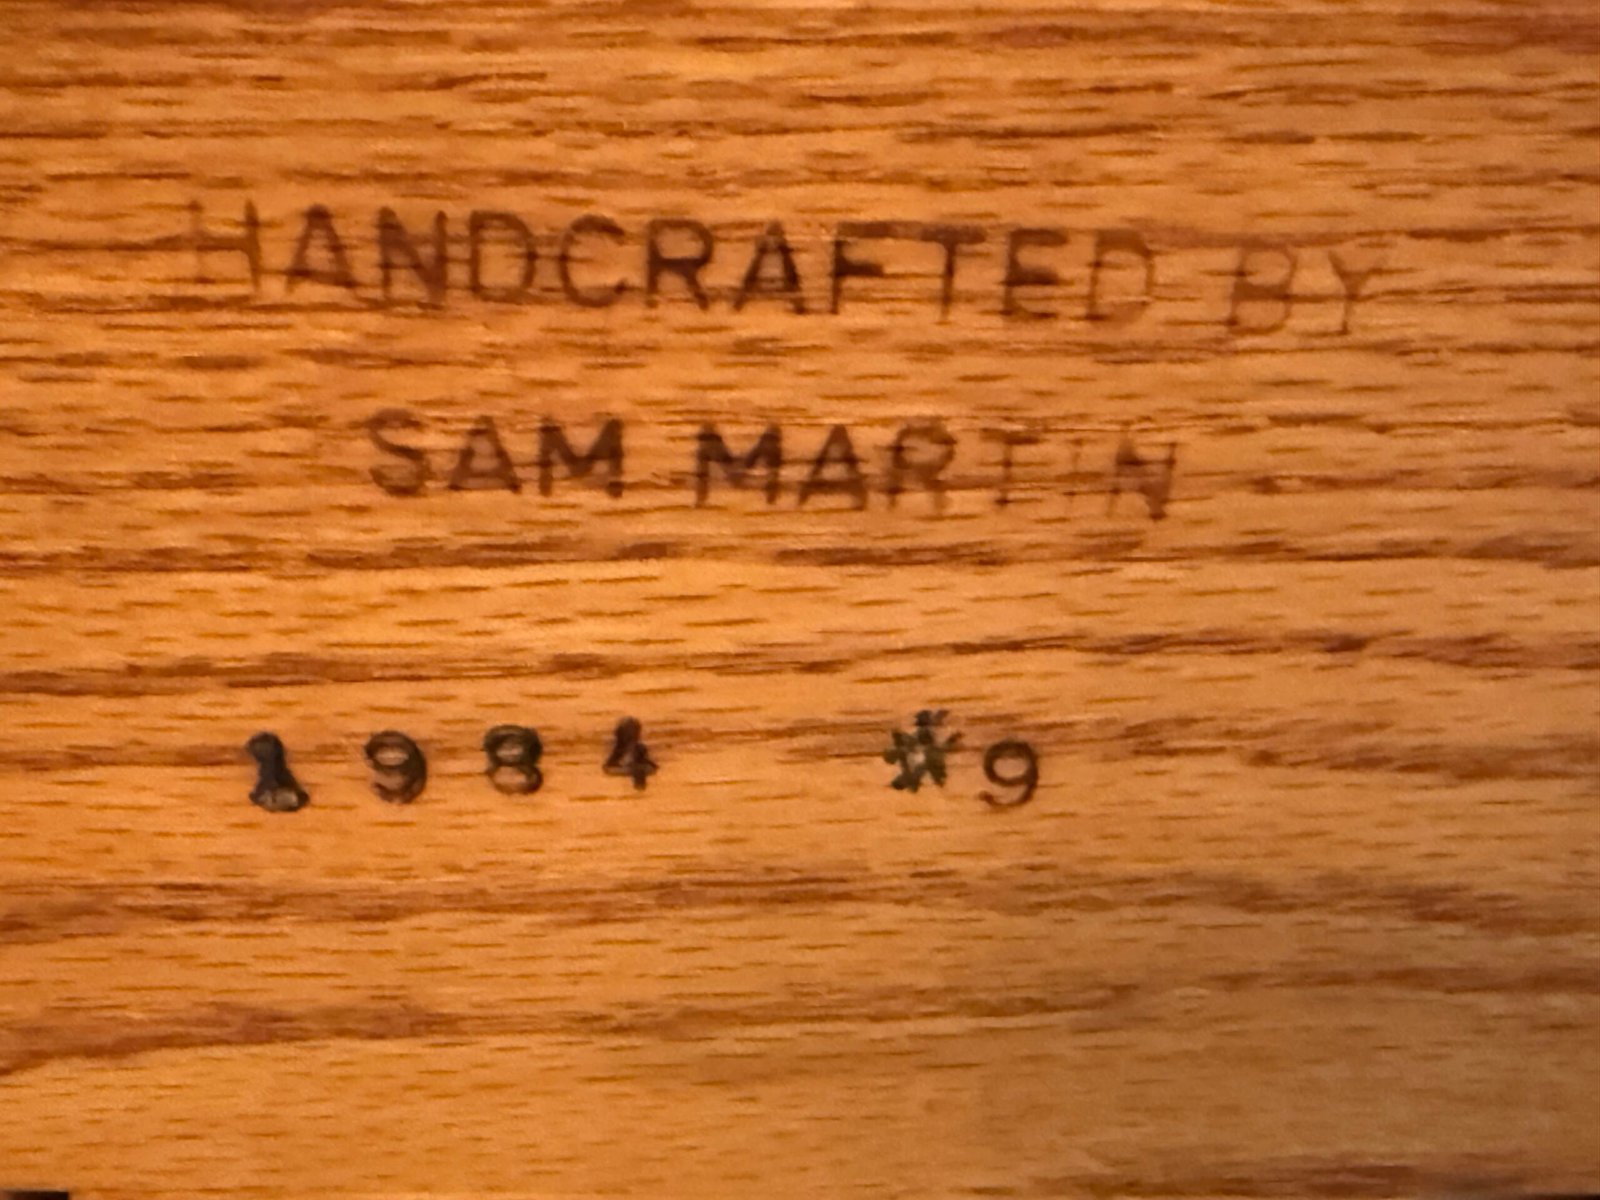 HANDCRAFTED BY
SAM MARTIN
1984 #9